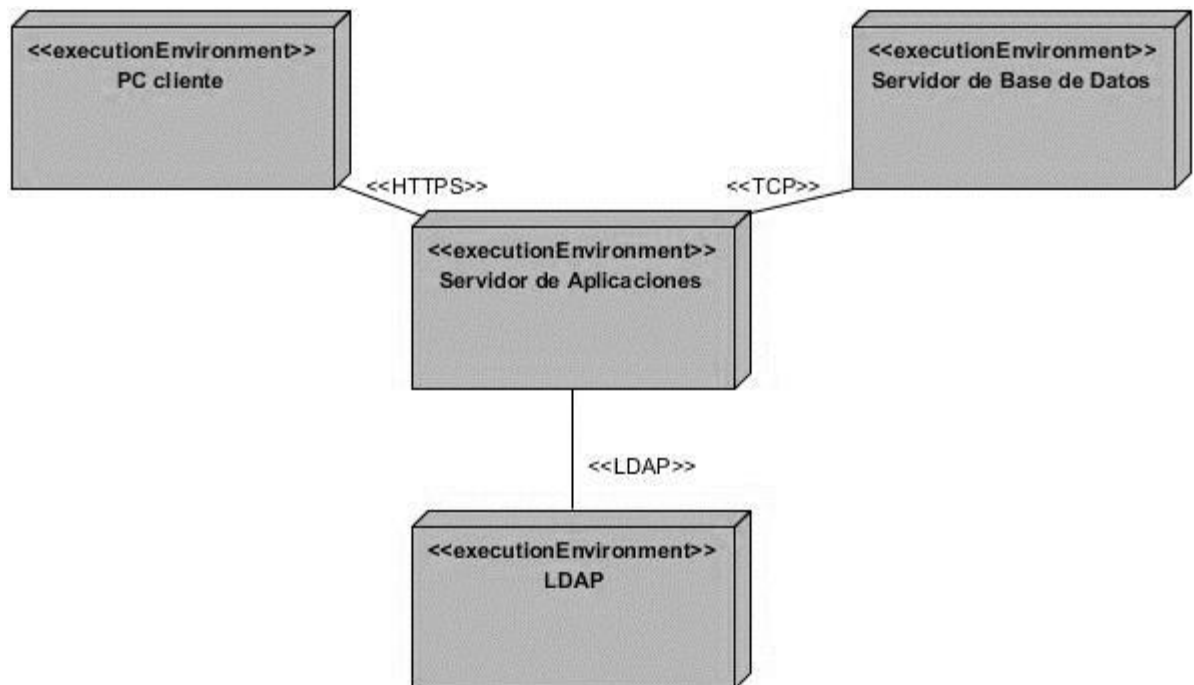 <<executionEnvironment>>
PC cliente
<<executionEnvironment>>
Servidor de Base de Datos
<<HTTPS>>
<<TCP>>
<<executionEnvironment>>
Servidor de Aplicaciones
<<LDAP>>
<<executionEnvironment>>
LDAP